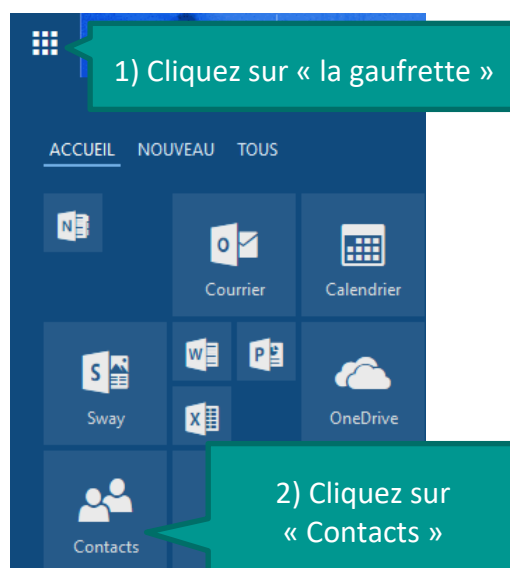 1) Cliquez sur « la gaufrette »
ACCUEIL NOUVEAU TOUS
N
O
Courrier
Calendrier
S
Sway
W
P
X
OneDrive
Contacts
2) Cliquez sur
« Contacts »